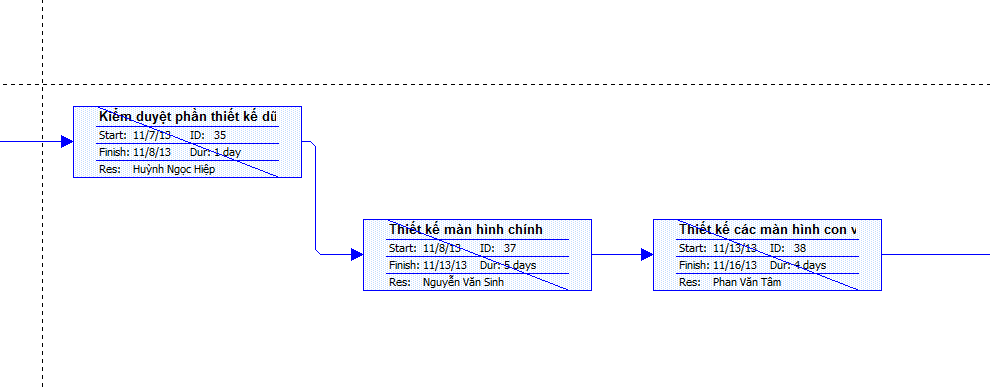 Kiểm duyệt phần thiết kế dũ
Start: 11/7/13 ID: 35
Finish: 11/8/13 Dur: 1 day
Res: Huỳnh Ngọc Hiệp
Thiết kế màn hình chính
Start: 11/8/13 ID: 37
Finish: 11/13/13 Dur: 5 days
Res: Nguyễn Văn Sinh
Thiết kế các màn hình con v
Start: 11/13/13 ID: 38
Finish: 11/16/13 Dur: 4 days
Res: Phan Văn Tâm